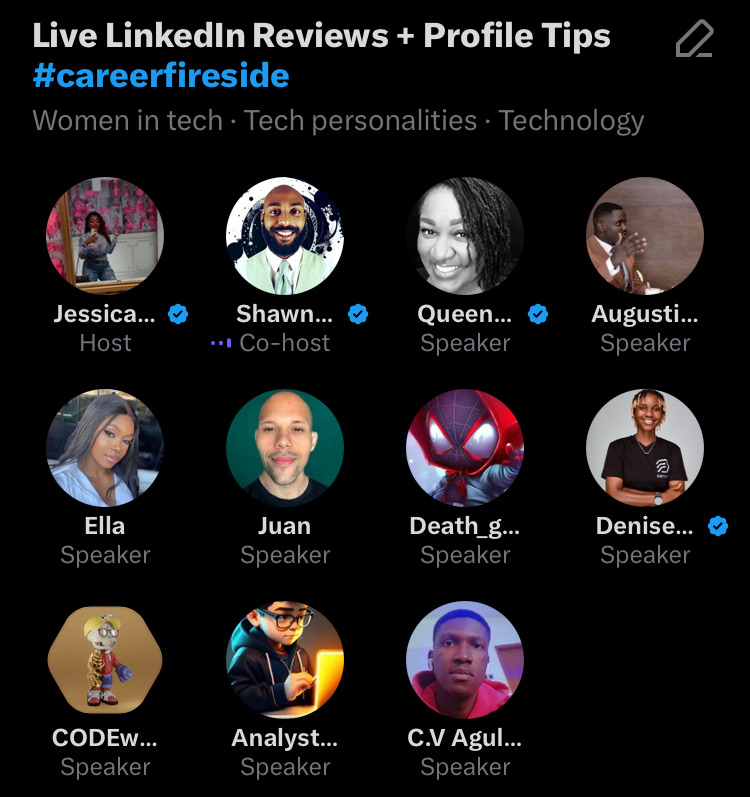 Live LinkedIn Reviews + Profile Tips
#careerfireside
Women in tech · Tech personalities · Technology
Jessica... Shawn... Queen... Augusti...
Host Co-host Speaker Speaker
Ella Juan Death_g... Denise...
Speaker Speaker Speaker Speaker
CODEw... Analyst... C.V Agul...
Speaker Speaker Speaker